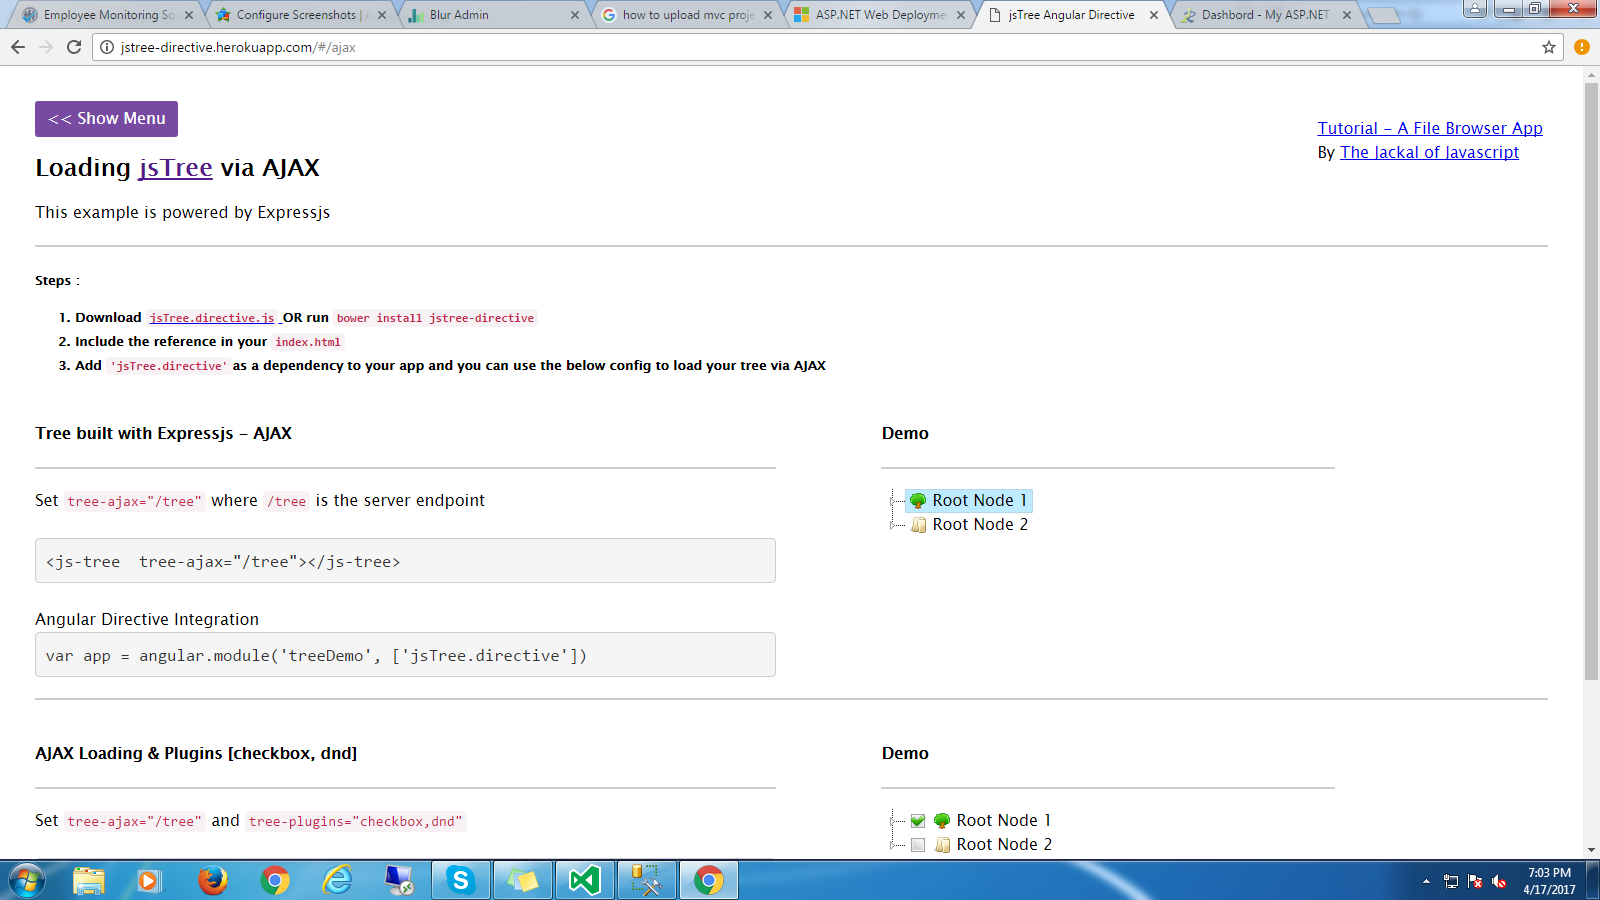 Employee Monitoring So
Configure Screenshots | A
Blur Admin
how to upload mvc proje
ASP.NET Web Deployme
jsTree Angular Directive
Dashbord - My ASP.NET
jstree-directive.herokuapp.com/#/ajax
<< Show Menu
Tutorial - A File Browser App
By The Jackal of Javascript
Loading jsTree via AJAX
This example is powered by Expressjs
Steps :
1. Download jsTree.directive.js OR run bower install jstree-directive
2. Include the reference in your index.html
3. Add 'jsTree.directive' as a dependency to your app and you can use the below config to load your tree via AJAX
Tree built with Expressjs - AJAX
Demo
Set tree-ajax="/tree" where /tree is the server endpoint
Root Node 1
Root Node 2
<js-tree  tree-ajax="/tree"></js-tree>
Angular Directive Integration
var app = angular.module('treeDemo', ['jsTree.directive'])
AJAX Loading & Plugins [checkbox, dnd]
Demo
Set tree-ajax="/tree" and tree-plugins="checkbox,dnd"
Root Node 1
Root Node 2
7:03 PM
4/17/2017